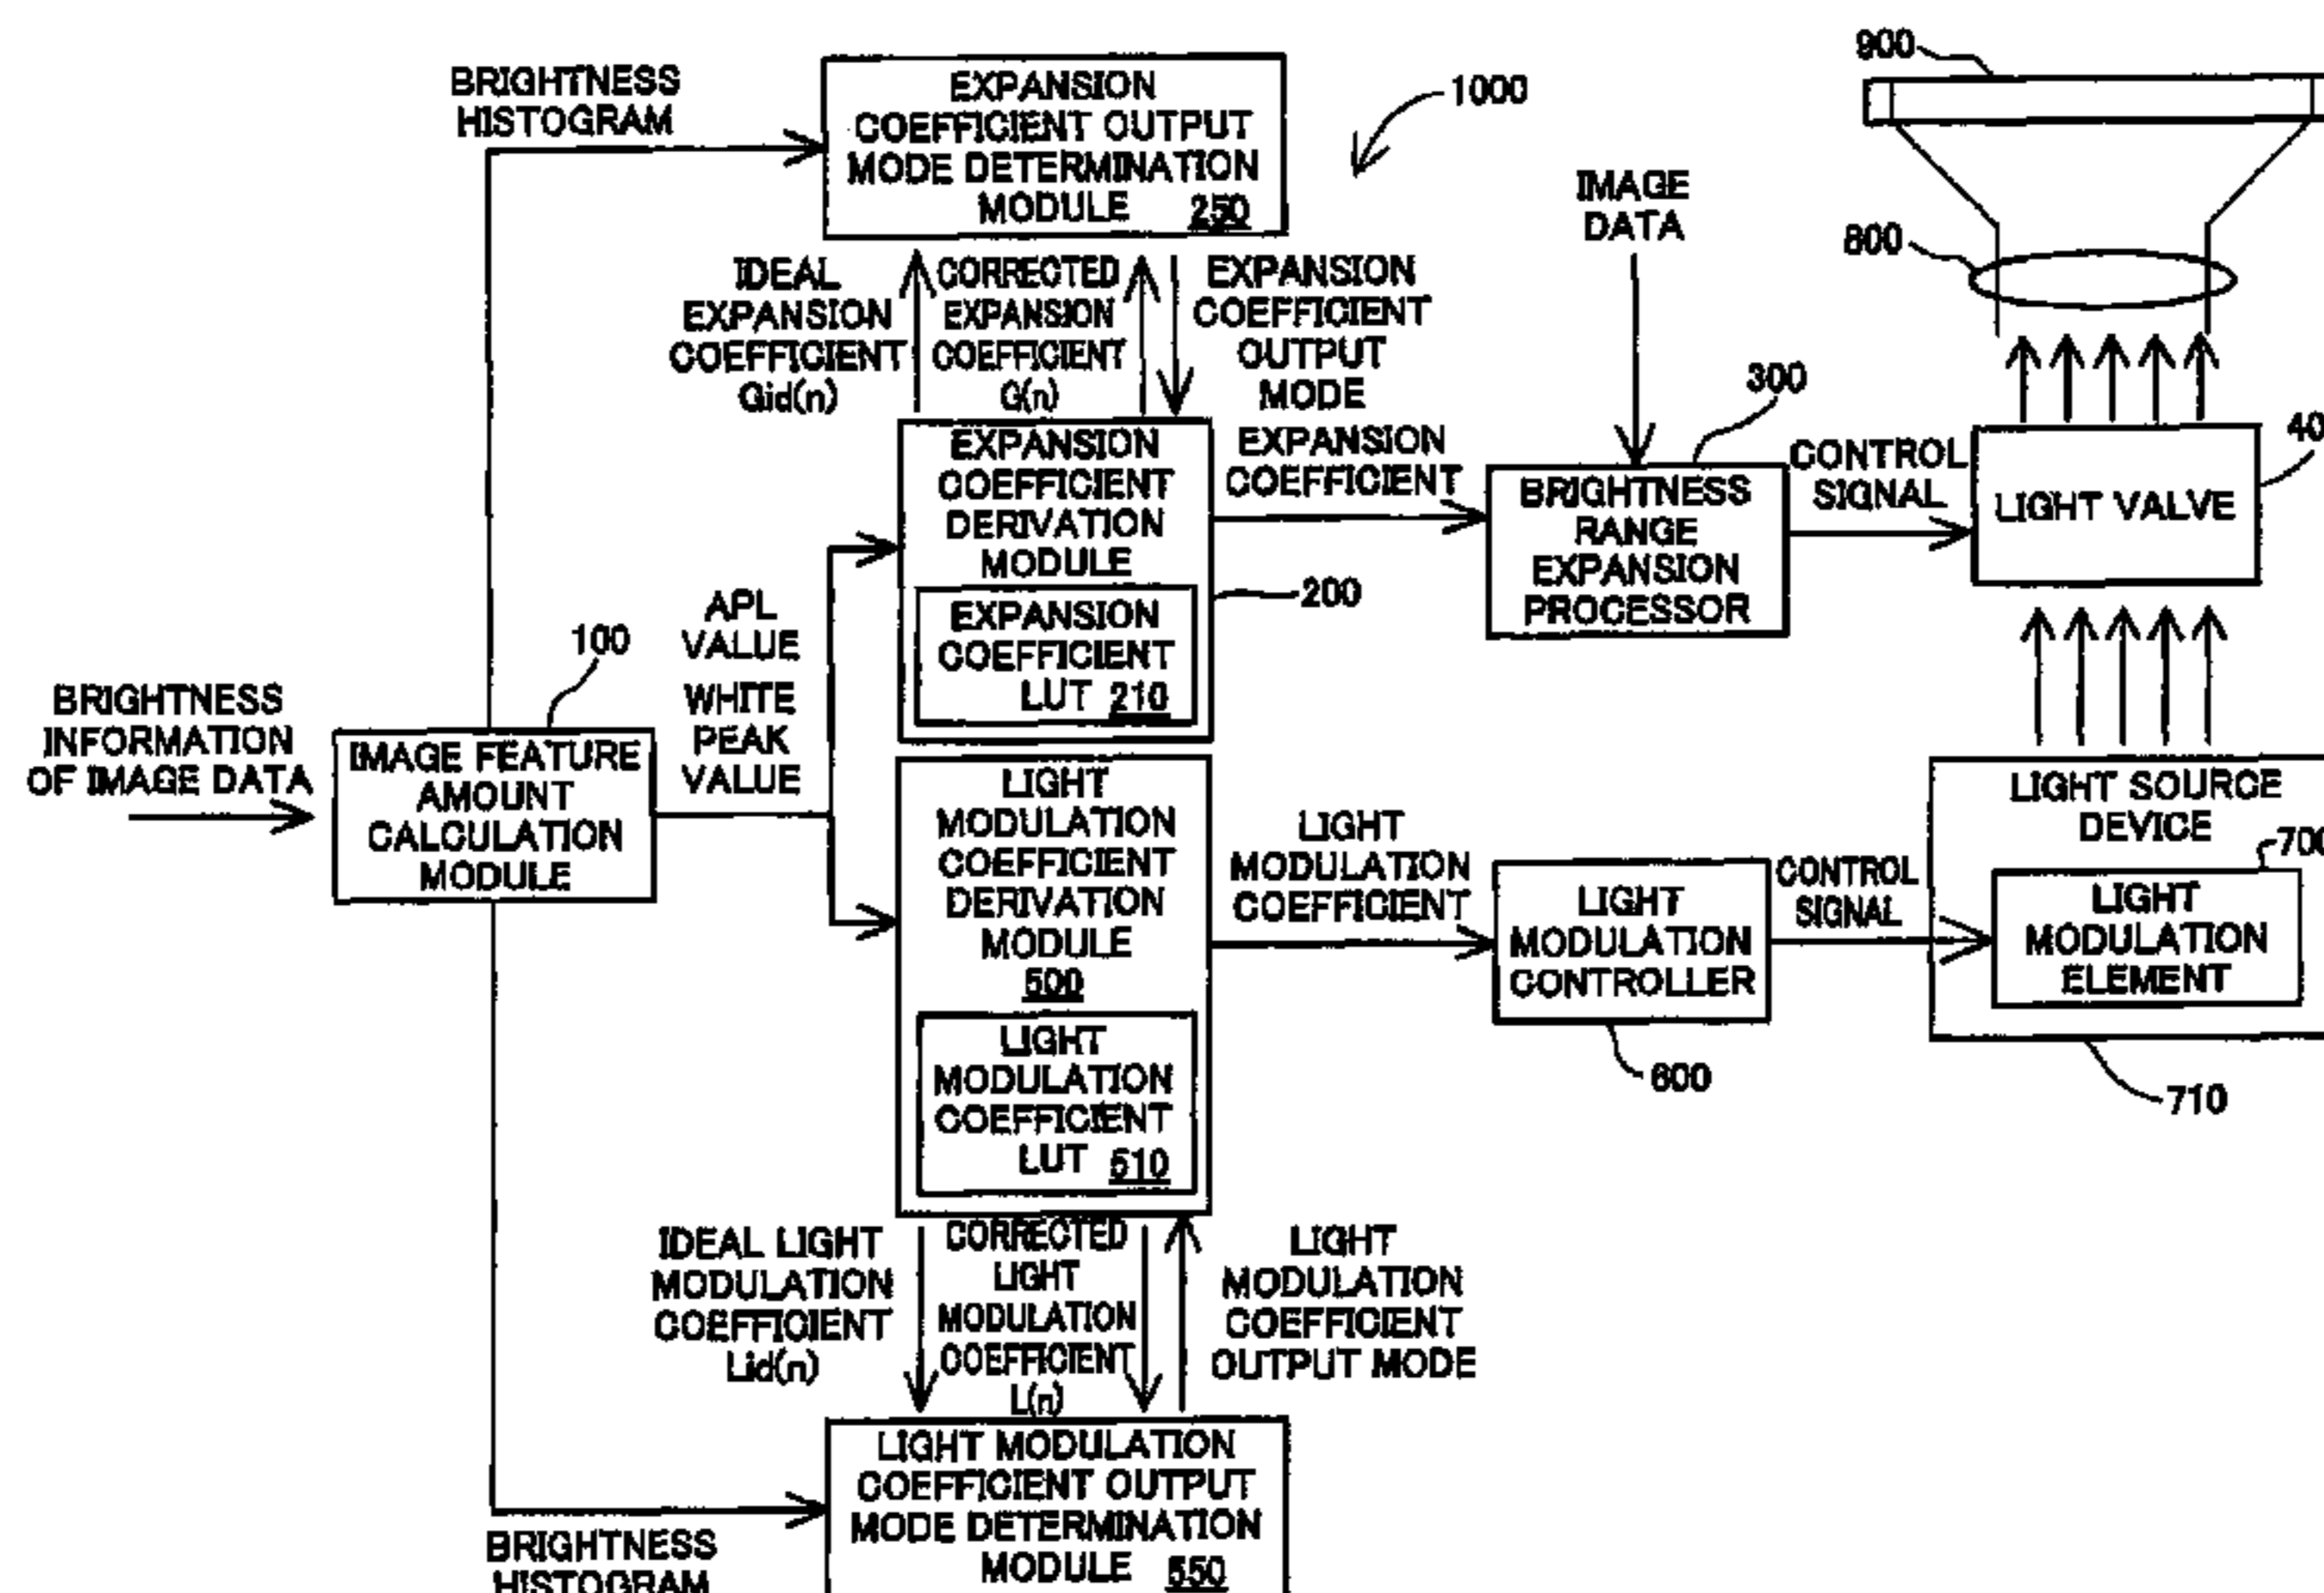 BRIGHTNESS
HISTOGRAM
EXPANSION
COEFFICIENT OUTPUT
MODE DETERMINATION
MODULE 250
1000
900
IMAGE
DATA
800
IDEAL
EXPANSION
COEFFICIENT
Gid(n)
CORRECTED
EXPANSION
COEFFICIENT
G(n)
EXPANSION
COEFFICIENT
OUTPUT
MODE
EXPANSION
COEFFICIENT
DERIVATION
MODULE
EXPANSION
COEFFICIENT
LUT 210
200
EXPANSION
COEFFICIENT
300
BRIGHTNESS
RANGE
EXPANSION
PROCESSOR
CONTROL
SIGNAL
LIGHT VALVE
40
BRIGHTNESS
INFORMATION
OF IMAGE DATA
100
IMAGE FEATURE
AMOUNT
CALCULATION
MODULE
APL
VALUE
WHITE
PEAK
VALUE
LIGHT
MODULATION
COEFFICIENT
DERIVATION
MODULE
500
LIGHT
MODULATION
COEFFICIENT
LUT 510
LIGHT
MODULATION
COEFFICIENT
LIGHT
MODULATION
CONTROLLER
600
CONTROL
SIGNAL
LIGHT SOURCE
DEVICE
700
LIGHT
MODULATION
ELEMENT
710
IDEAL LIGHT
MODULATION
COEFFICIENT
Lid(n)
CORRECTED
LIGHT
MODULATION
COEFFICIENT
L(n)
LIGHT
MODULATION
COEFFICIENT
OUTPUT MODE
BRIGHTNESS
HISTOGRAM
LIGHT MODULATION
COEFFICIENT OUTPUT
MODE DETERMINATION
MODULE 550